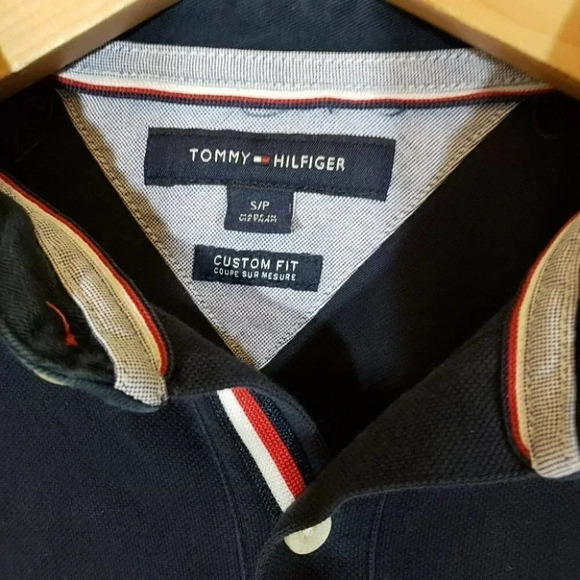 TOMMY HILFIGER
S/P
CUSTOM FIT
COUPE SUR MESURE